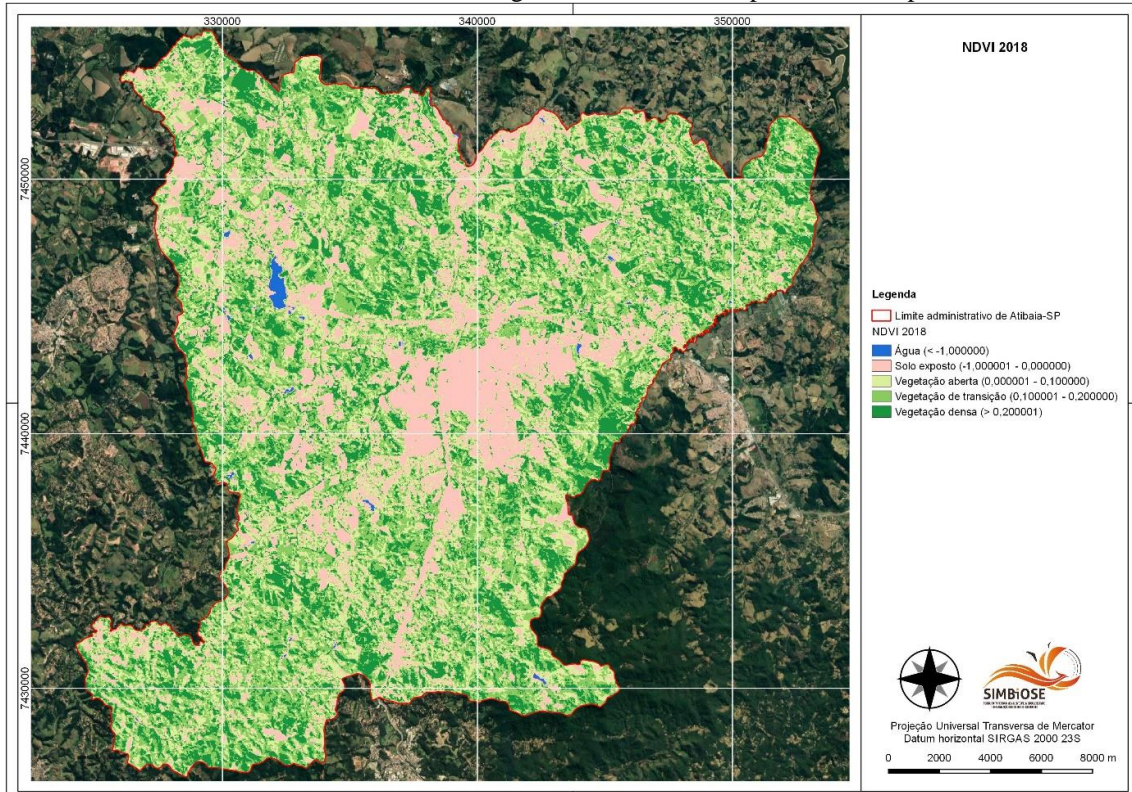 330000
340000
350000
7450000
7440000
7430000
NDVI 2018
Legenda
Limite administrativo de Atibaia-SP
NDVI 2018
Água (< -1,000000)
Solo exposto (-1,000001 - 0,000000)
Vegetação aberta (0,000001 - 0,100000)
Vegetação de transição (0,100001 - 0,200000)
Vegetação densa (> 0,200001)
SIMBiOSE
Projeção Universal Transversa de Mercator
Datum horizontal SIRGAS 2000 23S
0 2000 4000 6000 8000 m